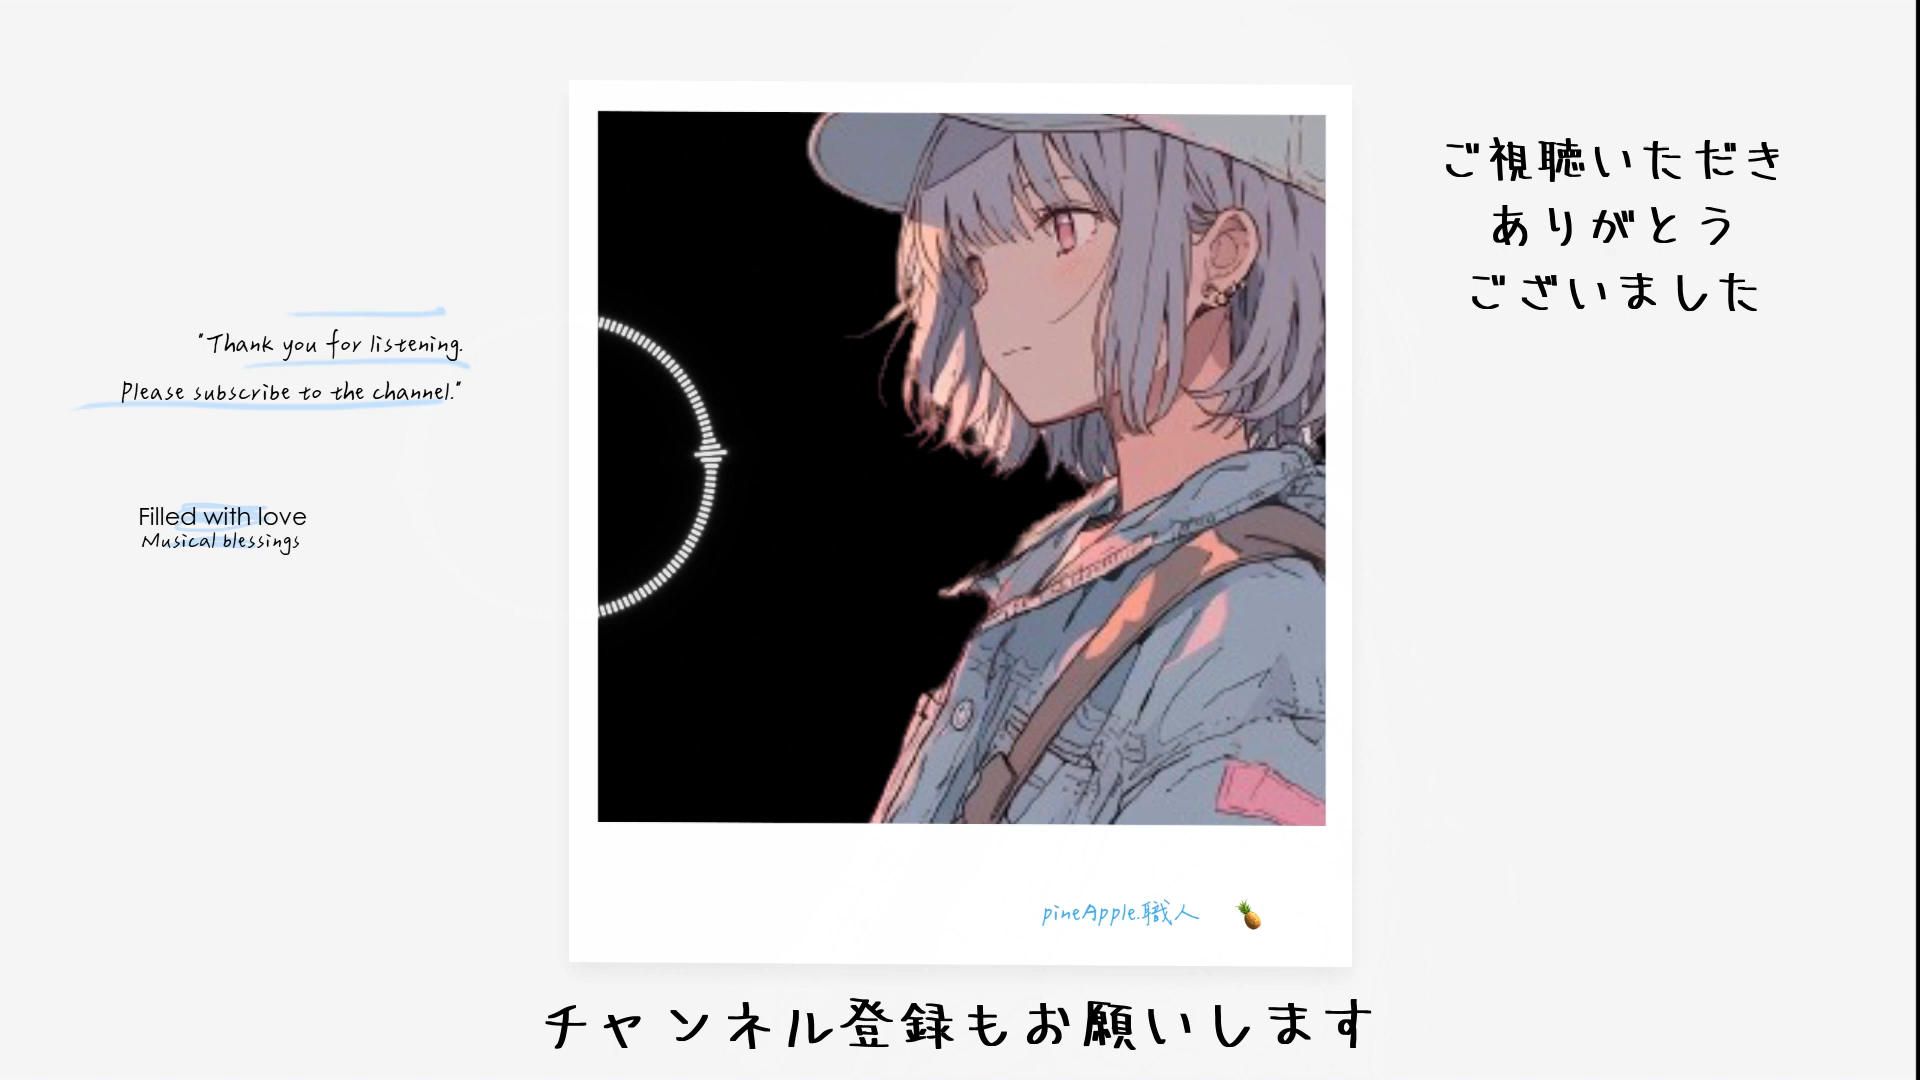 "Thank you for listening.
Please subscribe to the channel."
Filled with love
Musical blessings
ご視聴いただき
ありがとう
ございました
pineApple.職人 🍍
チャンネル登録もお願いします